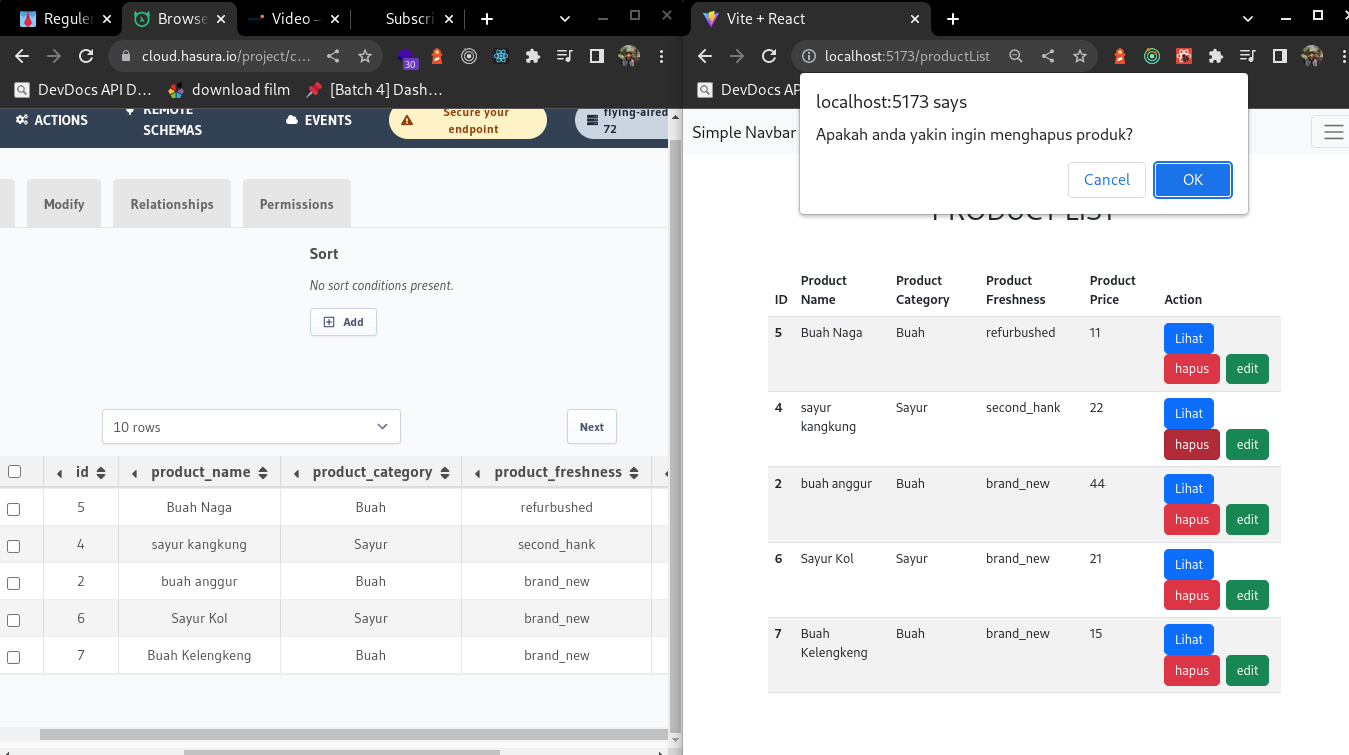 Reguler
Browse
Video –
Subscri
cloud.hasura.io/project/c...
30
DevDocs API D...
download film
[Batch 4] Dash...
ACTIONS
REMOTE
SCHEMAS
EVENTS
Secure your
endpoint
flying-aired
72
Modify
Relationships
Permissions
Sort
No sort conditions present.
Add
10 rows
Next
id
product_name
product_category
product_freshness
5 Buah Naga Buah refurbushed
4 sayur kangkung Sayur second_hank
2 buah anggur Buah brand_new
6 Sayur Kol Sayur brand_new
7 Buah Kelengkeng Buah brand_new
Vite + React
localhost:5173/productList
DevDocs AP
localhost:5173 says
Apakah anda yakin ingin menghapus produk?
Cancel
OK
Simple Navbar
PRODUCT LIST
ID
Product
Name
Product
Category
Product
Freshness
Product
Price
Action
5 Buah Naga Buah refurbushed 11 Lihat
hapus edit
4 sayur Sayur second_hank 22 Lihat
kangkung
hapus edit
2 buah anggur Buah brand_new 44 Lihat
hapus edit
6 Sayur Kol Sayur brand_new 21 Lihat
hapus edit
7 Buah Buah brand_new 15 Lihat
Kelengkeng
hapus edit